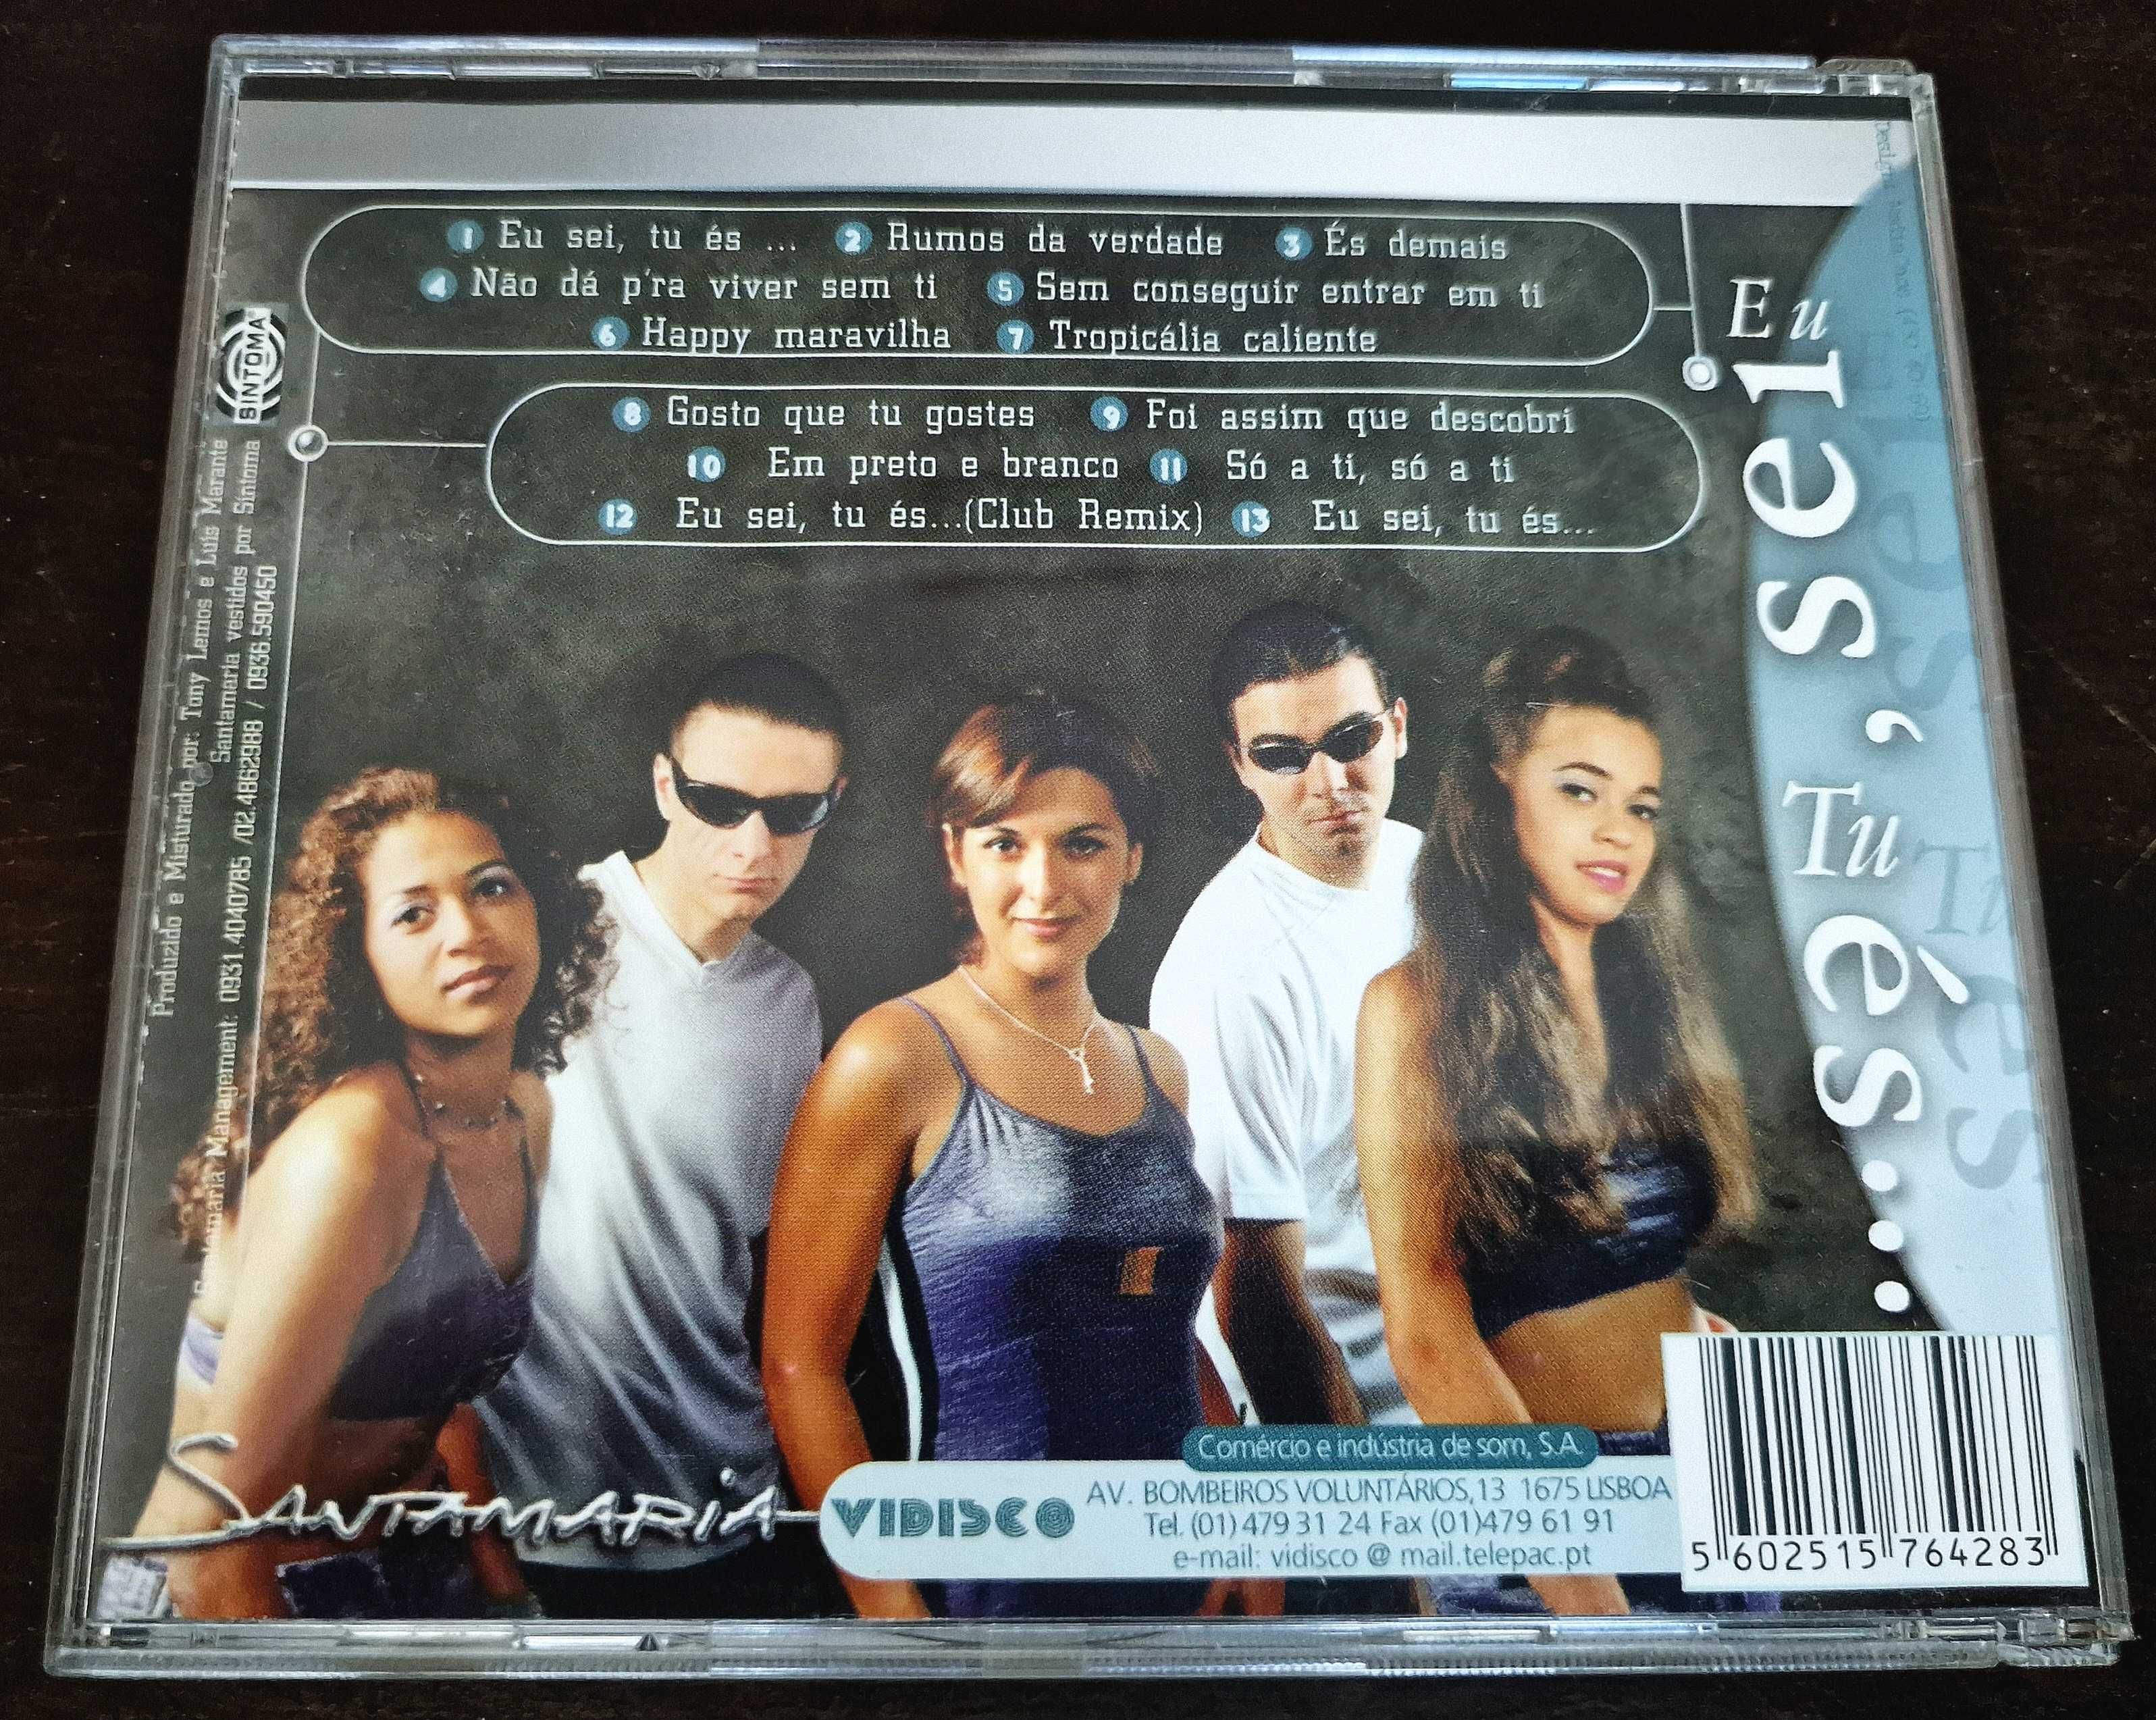 1 Eu sei, tu és ... 2 Rumos da verdade 3 És demais
4 Não dá p'ra viver sem ti 5 Sem conseguir entrar em ti
6 Happy maravilha 7 Tropicália caliente
8 Gosto que tu gostes 9 Foi assim que descobri
10 Em preto e branco 11 Só a ti, só a ti
12 Eu sei, tu és...(Club Remix) 13 Eu sei, tu és...
Eu sei, Tu és...
SINTOMA
Produzido e Misturado por: Tony Lemos e Luís Marante
Santamaria vestidos por Sintoma
Management: 0931.4040785 /02.4862988 / 0936.590450
SANTAMARIA
Comércio e indústria de som, S.A.
VIDISCO
AV. BOMBEIROS VOLUNTÁRIOS,13 1675 LISBOA
Tel. (01) 479 31 24 Fax (01)479 61 91
e-mail: vidisco @ mail.telepac.pt
5 602515 764283